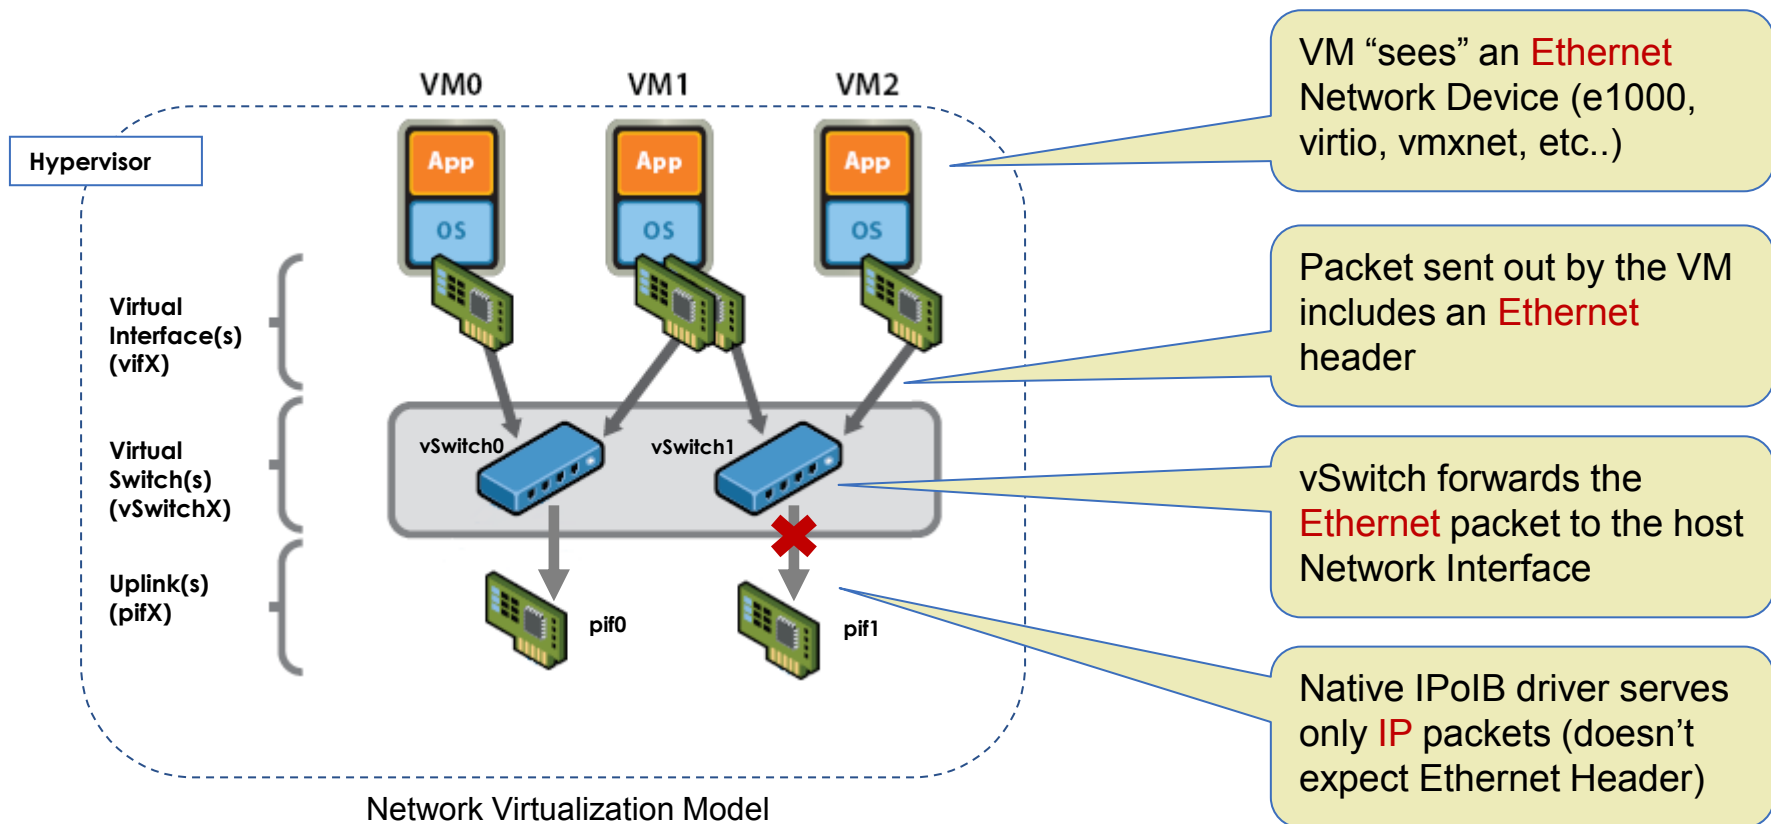 VM0
VM1
VM2
Hypervisor
App
App
App
OS
OS
OS
Virtual
Interface(s)
(vifX)
Virtual
Switch(s)
(vSwitchX)
Uplink(s)
(pifX)
vSwitch0
vSwitch1
pif0
pif1
Network Virtualization Model
VM “sees” an Ethernet
Network Device (e1000,
virtio, vmxnet, etc..)
Packet sent out by the VM
includes an Ethernet
header
vSwitch forwards the
Ethernet packet to the host
Network Interface
Native IPoIB driver serves
only IP packets (doesn’t
expect Ethernet Header)